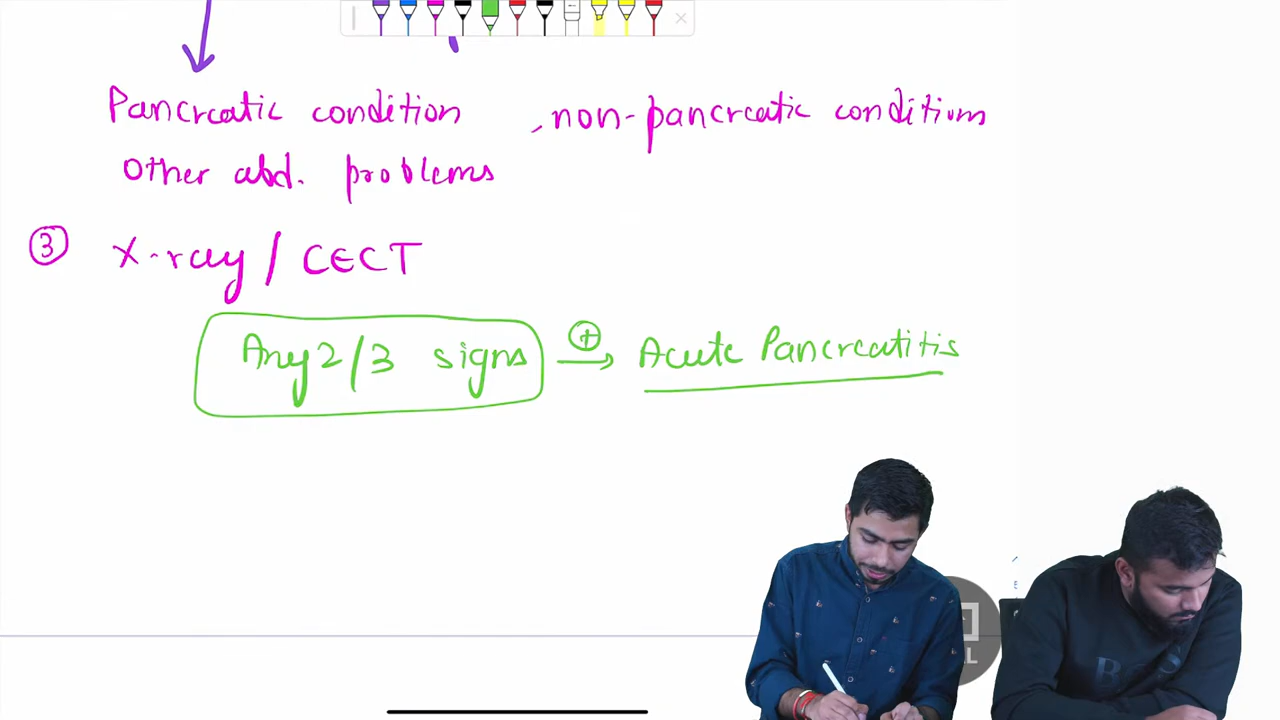 Pancreatic condition
Other abd. problems
non-pancreatic conditions
③ X-ray / CECT
Any 2/3 signs ⊕→ Acute Pancreatitis